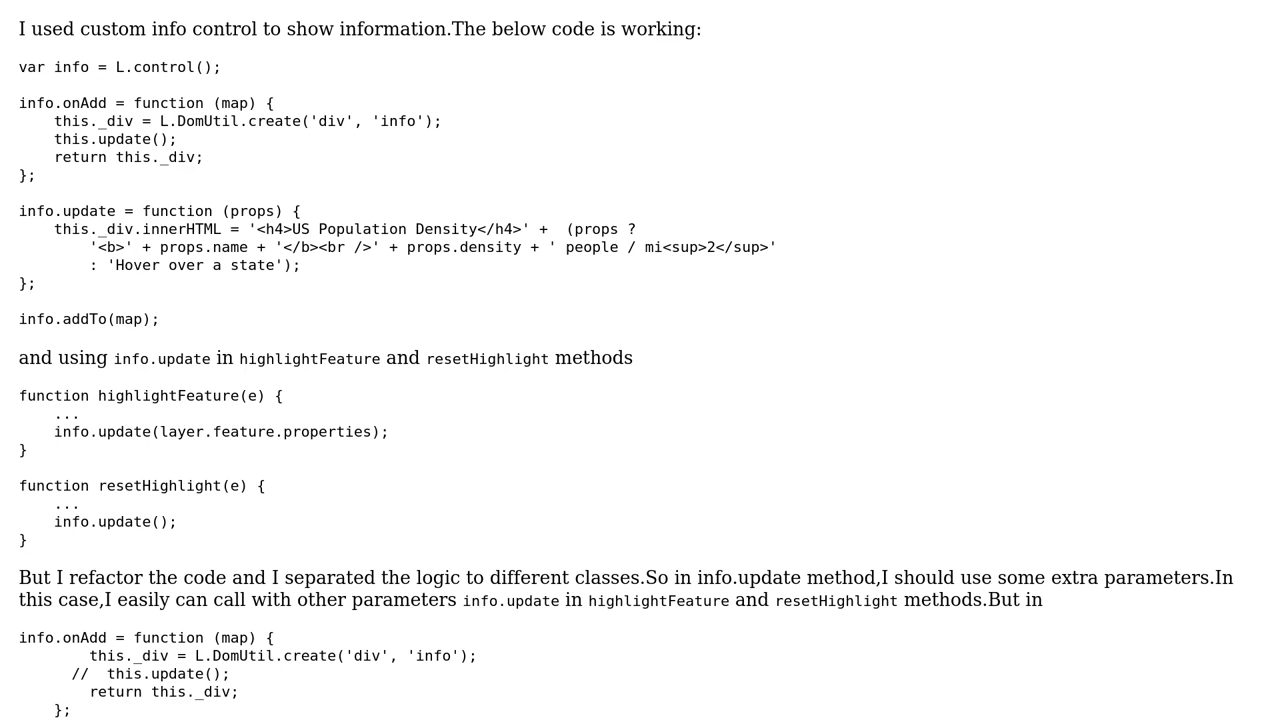 I used custom info control to show information.The below code is working:
var info = L.control();
info.onAdd = function (map) {
    this._div = L.DomUtil.create('div', 'info');
    this.update();
    return this._div;
};
info.update = function (props) {
    this._div.innerHTML = '<h4>US Population Density</h4>' +  (props ?
        '<b>' + props.name + '</b><br />' + props.density + ' people / mi<sup>2</sup>'
        : 'Hover over a state');
};
info.addTo(map);
and using info.update in highlightFeature and resetHighlight methods
function highlightFeature(e) {
    ...
    info.update(layer.feature.properties);
}
function resetHighlight(e) {
    ...
    info.update();
}
But I refactor the code and I separated the logic to different classes.So in info.update method,I should use some extra parameters.In
this case,I easily can call with other parameters info.update in highlightFeature and resetHighlight methods.But in
info.onAdd = function (map) {
        this._div = L.DomUtil.create('div', 'info');
      //  this.update();
        return this._div;
    };